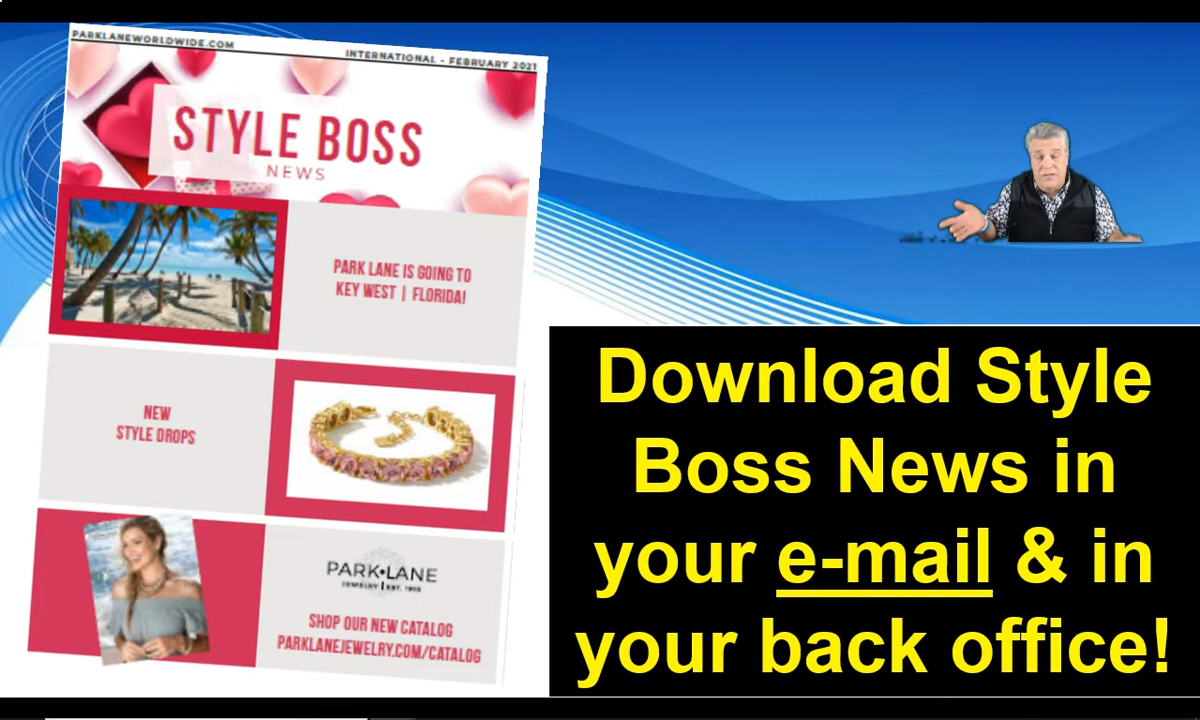 PARKLANEWORLDWIDE.COM
INTERNATIONAL - FEBRUARY 2021
STYLE BOSS
NEWS
PARK LANE IS GOING TO
KEY WEST | FLORIDA!
NEW
STYLE DROPS
PARK•LANE
JEWELRY | EST. 1955
SHOP OUR NEW CATALOG
PARKLANEJEWELRY.COM/CATALOG
Download Style
Boss News in
your e-mail & in
your back office!